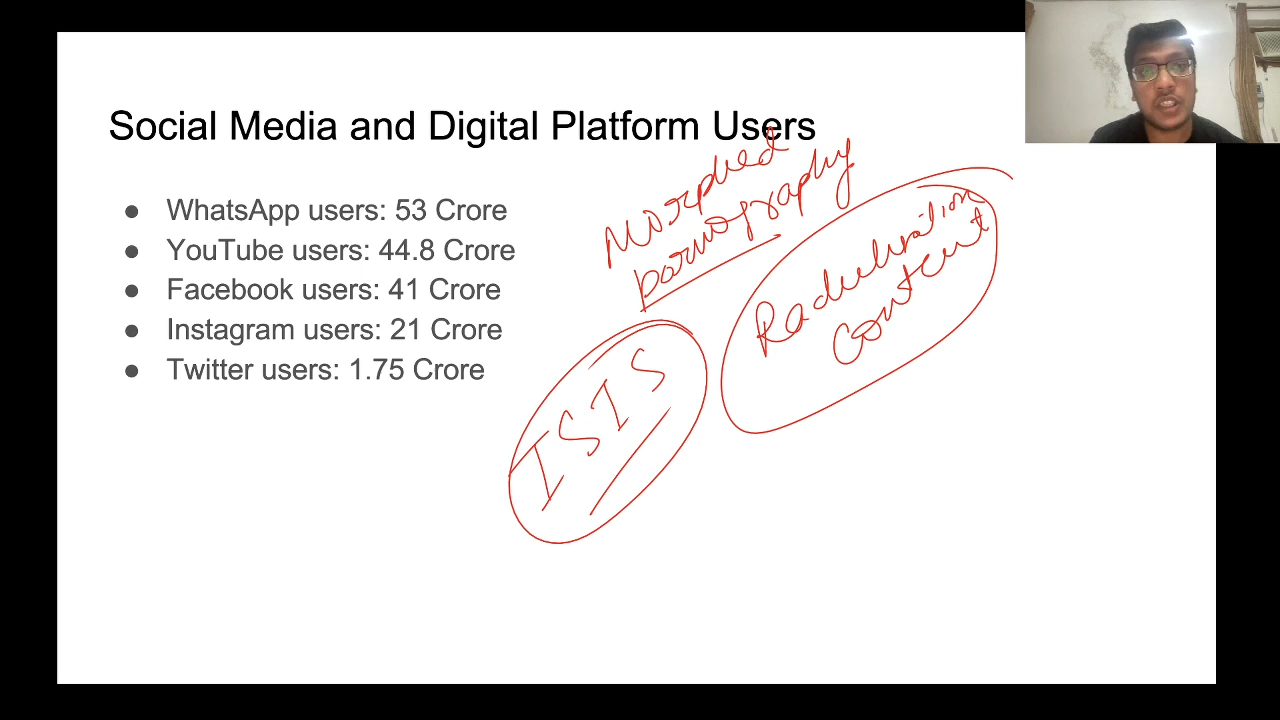 Social Media and Digital Platform Users
● WhatsApp users: 53 Crore
● YouTube users: 44.8 Crore
● Facebook users: 41 Crore
● Instagram users: 21 Crore
● Twitter users: 1.75 Crore
Morphed
pornography
Radicalisation
content
ISIS